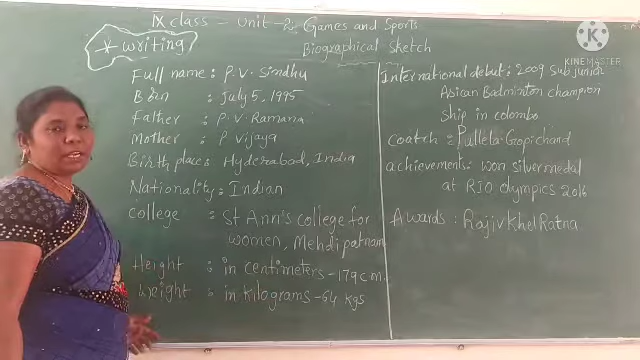 IX class - Unit - 2 Games and Sports
* writing
Biographical sketch
Full name : P. V. Sindhu
Born : July 5, 1995
Father : P. V. Ramana
Mother : P Vijaya
Birth place : Hyderabad, India
Nationality : Indian
college : St Ann's college for
women, Mehdipatnam
Height : in centimeters - 179 c m.
Weight : in kilograms - 64 kgs
International debut : 2009 Sub junior
Asican Badminton champion
ship in colombo
coatch : Pullela Gopichand
achievements : won silver medal
at RIO Olympics 2016
Awards : Rajiv Khel Ratna
KINEMASTER